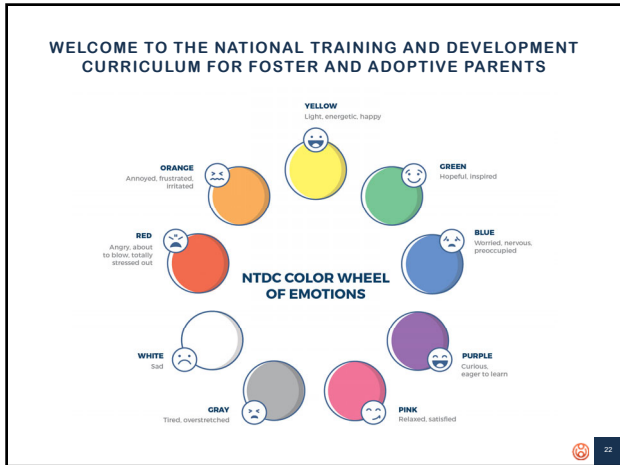 WELCOME TO THE NATIONAL TRAINING AND DEVELOPMENT
CURRICULUM FOR FOSTER AND ADOPTIVE PARENTS
YELLOW
Light, energetic, happy
ORANGE
Annoyed, frustrated,
irritated
GREEN
Hopeful, inspired
RED
Angry, about
to blow, totally
stressed out
BLUE
Worried, nervous,
preoccupied
NTDC COLOR WHEEL
OF EMOTIONS
WHITE
Sad
PURPLE
Curious,
eager to learn
GRAY
Tired, overstretched
PINK
Relaxed, satisfied
22